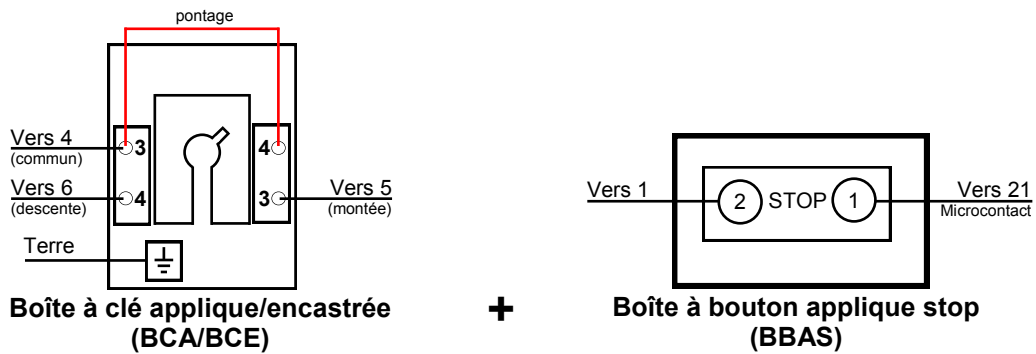 pontage
Vers 4
(commun)
3
4
Vers 6
(descente)
4
3
Vers 5
(montée)
Terre
Boîte à clé applique/encastrée
(BCA/BCE)
+
Vers 1
2 STOP 1
Vers 21
Microcontact
Boîte à bouton applique stop
(BBAS)